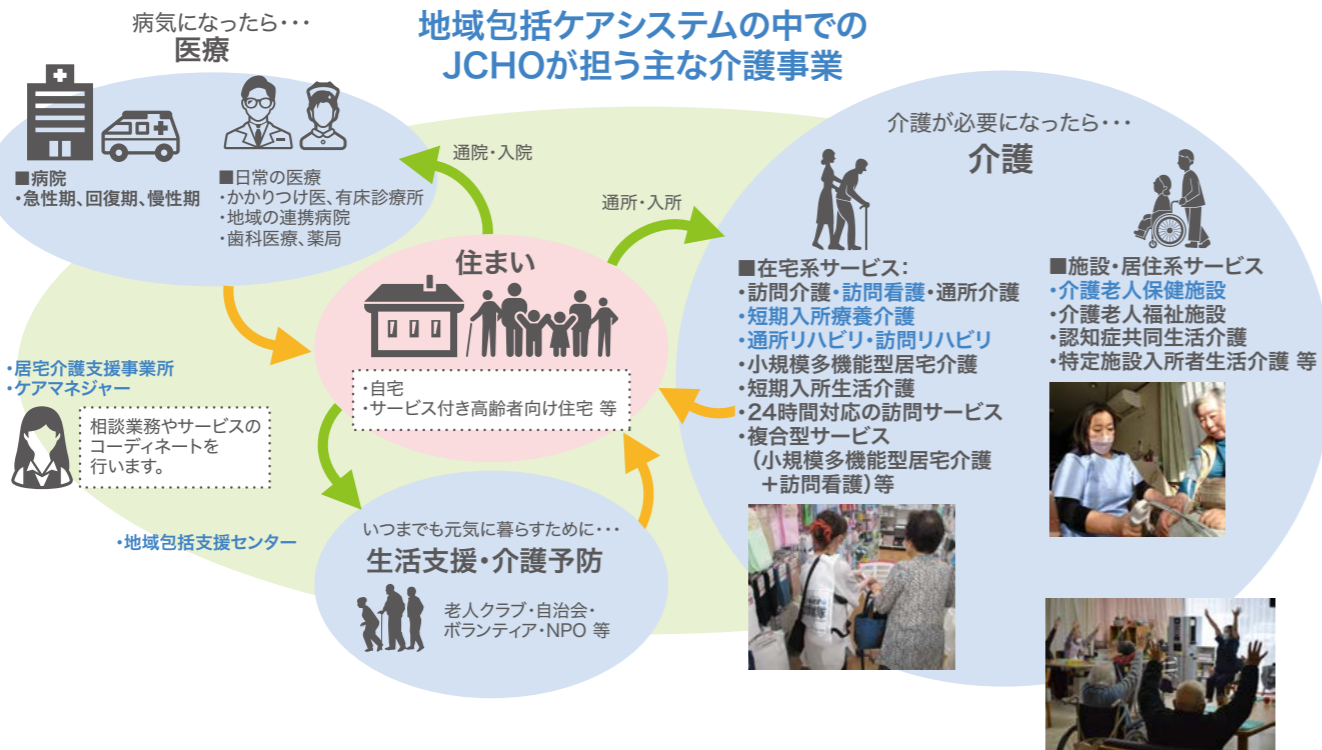 地域包括ケアシステムの中での
JCHOが担う主な介護事業
病気になったら・・・
医療
■病院
・急性期、回復期、慢性期
■日常の医療
・かかりつけ医、有床診療所
・地域の連携病院
・歯科医療、薬局
通院・入院
通所・入所
住まい
・自宅
・サービス付き高齢者向け住宅 等
介護が必要になったら・・・
介護
■在宅系サービス：
・訪問介護・訪問看護・通所介護
・短期入所療養介護
・通所リハビリ・訪問リハビリ
・小規模多機能型居宅介護
・短期入所生活介護
・24時間対応の訪問サービス
・複合型サービス
（小規模多機能型居宅介護
＋訪問看護）等
■施設・居住系サービス
・介護老人保健施設
・介護老人福祉施設
・認知症共同生活介護
・特定施設入所者生活介護 等
・居宅介護支援事業所
・ケアマネジャー
相談業務やサービスの
コーディネートを
行います。
・地域包括支援センター
いつまでも元気に暮らすために・・・
生活支援・介護予防
老人クラブ・自治会・
ボランティア・NPO 等